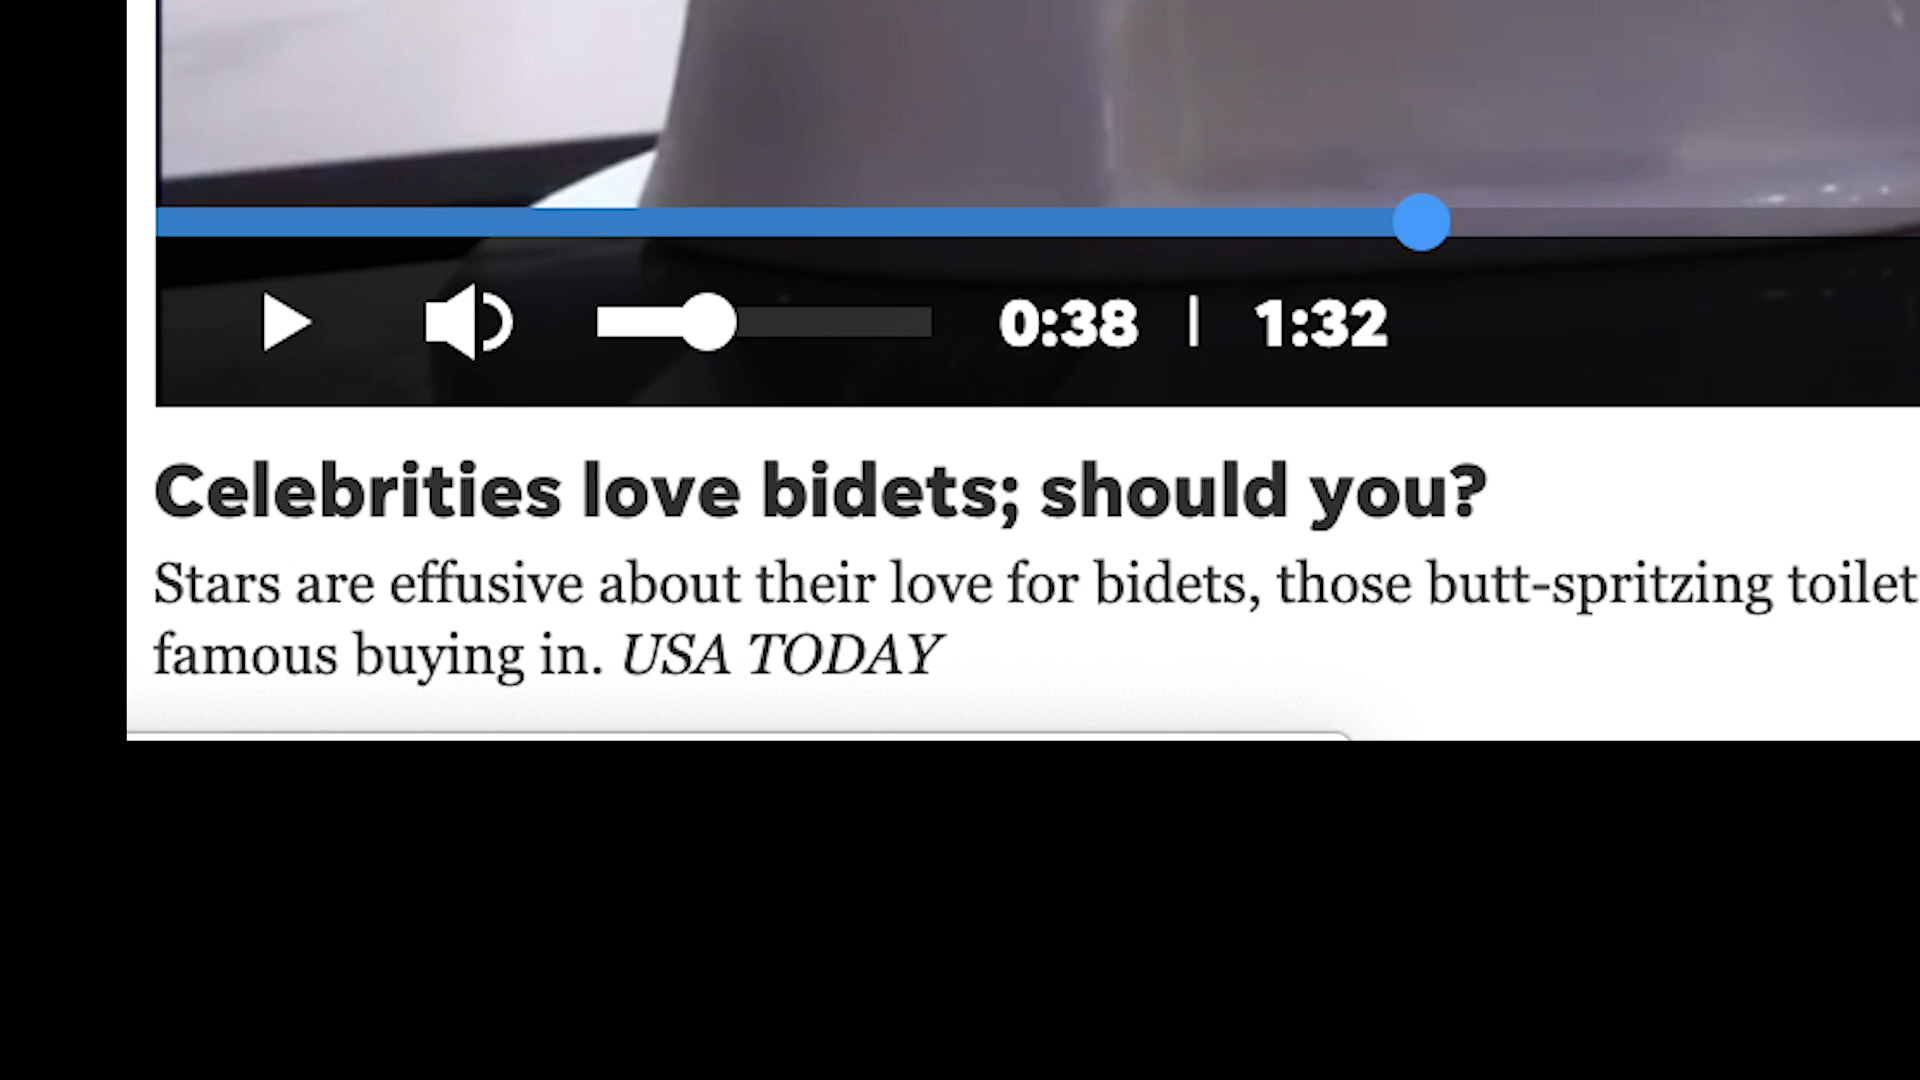 0:38 | 1:32
Celebrities love bidets; should you?
Stars are effusive about their love for bidets, those butt-spritzing toilet
famous buying in. USA TODAY